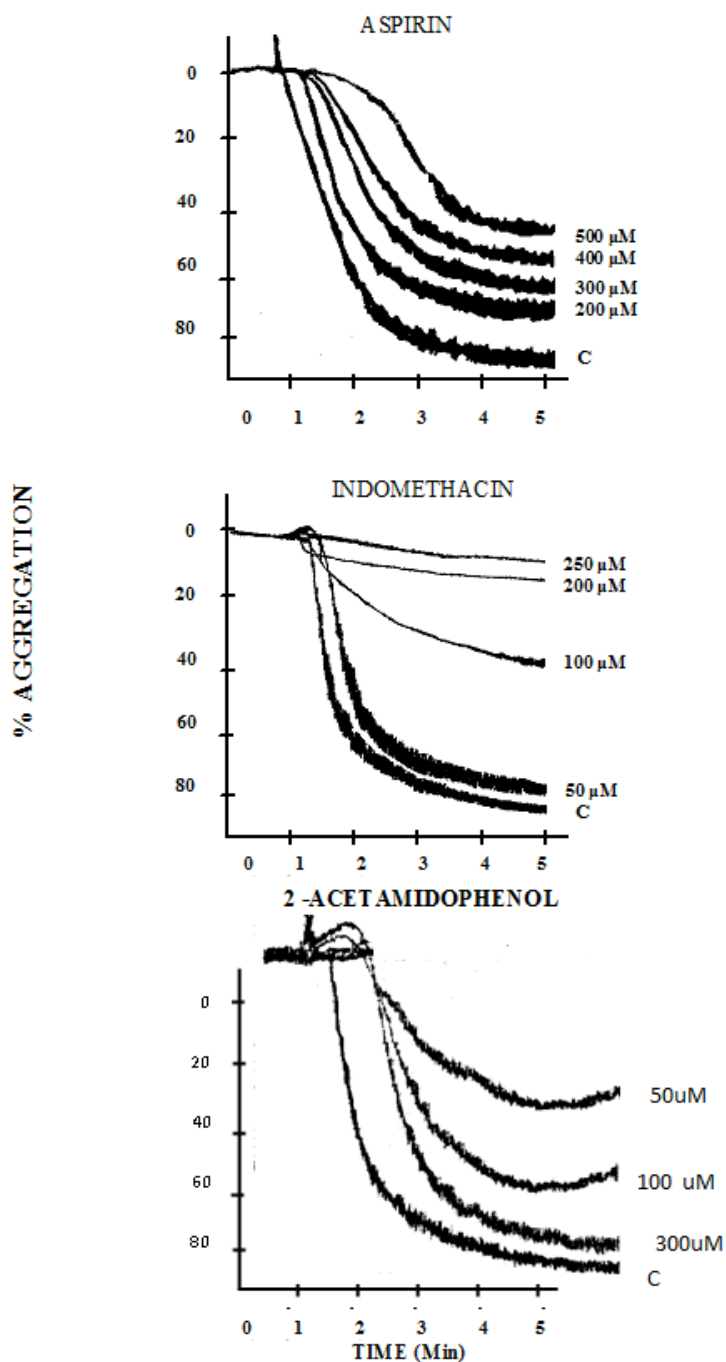 ASPIRIN
0
20
40
60
80
500 µM
400 µM
300 µM
200 µM
C
0 1 2 3 4 5
% AGGREGATION
INDOMETHACIN
0
20
40
60
80
250 µM
200 µM
100 µM
50 µM
C
0 1 2 3 4 5
2 -ACETAMIDOPHENOL
0
20
40
60
80
50uM
100 uM
300uM
C
0 1 2 3 4 5
TIME (Min)